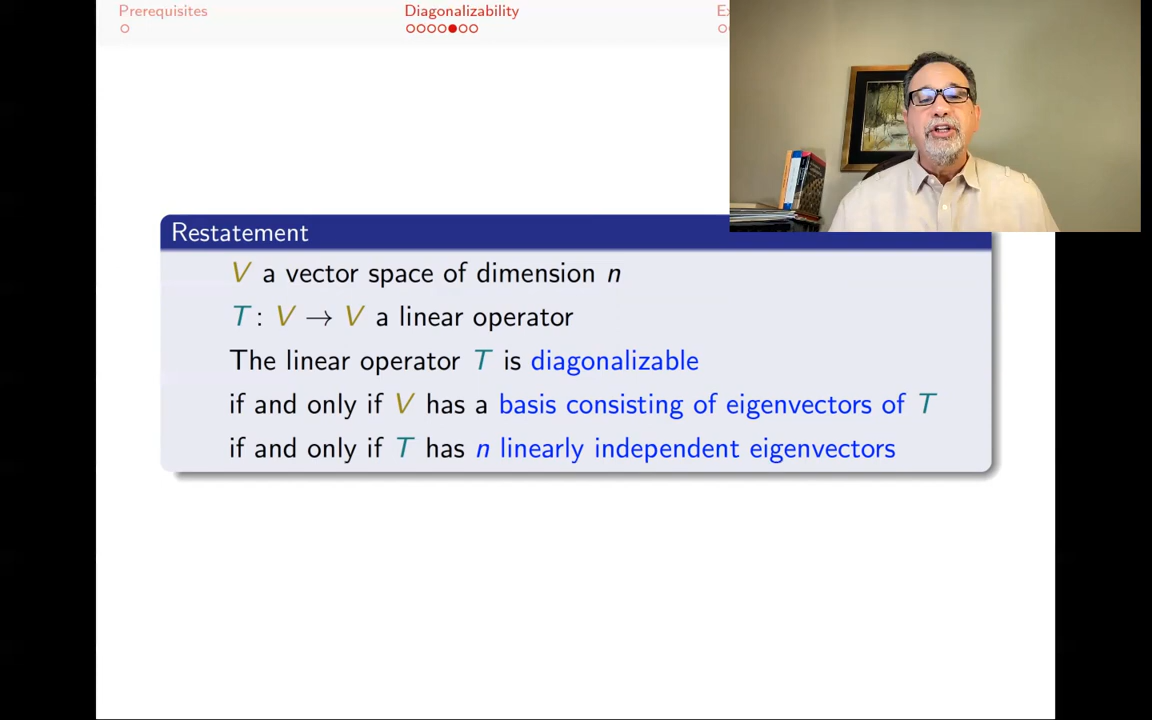 Prerequisites
Diagonalizability
Restatement
V a vector space of dimension n
T : V → V a linear operator
The linear operator T is diagonalizable
if and only if V has a basis consisting of eigenvectors of T
if and only if T has n linearly independent eigenvectors